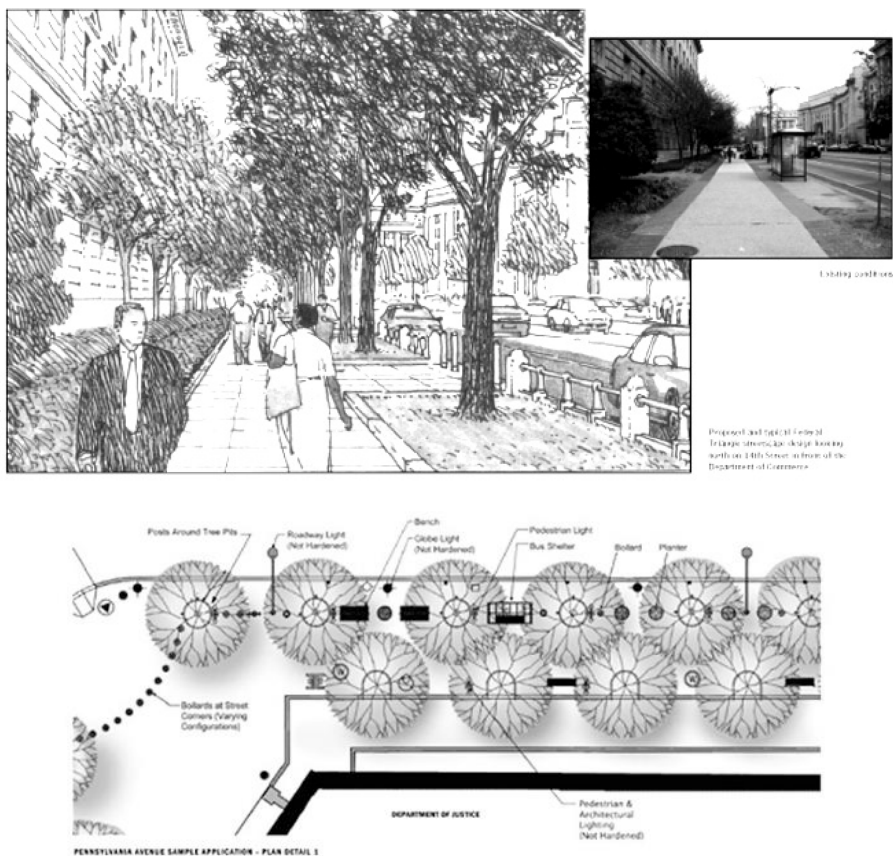 Existing conditions
Proposed and typical Federal
Triangle streetscape design looking
north on 14th Street in front of the
Department of Commerce
Posts Around Tree Pits
Roadway Light
(Not Hardened)
Bench
Globe Light
(Not Hardened)
Pedestrian Light
Bus Shelter
Bollard
Planter
Bollards at Street
Corners (Varying
Configurations)
DEPARTMENT OF JUSTICE
Pedestrian &
Architectural
Lighting
(Not Hardened)
PENNSYLVANIA AVENUE SAMPLE APPLICATION – PLAN DETAIL 1